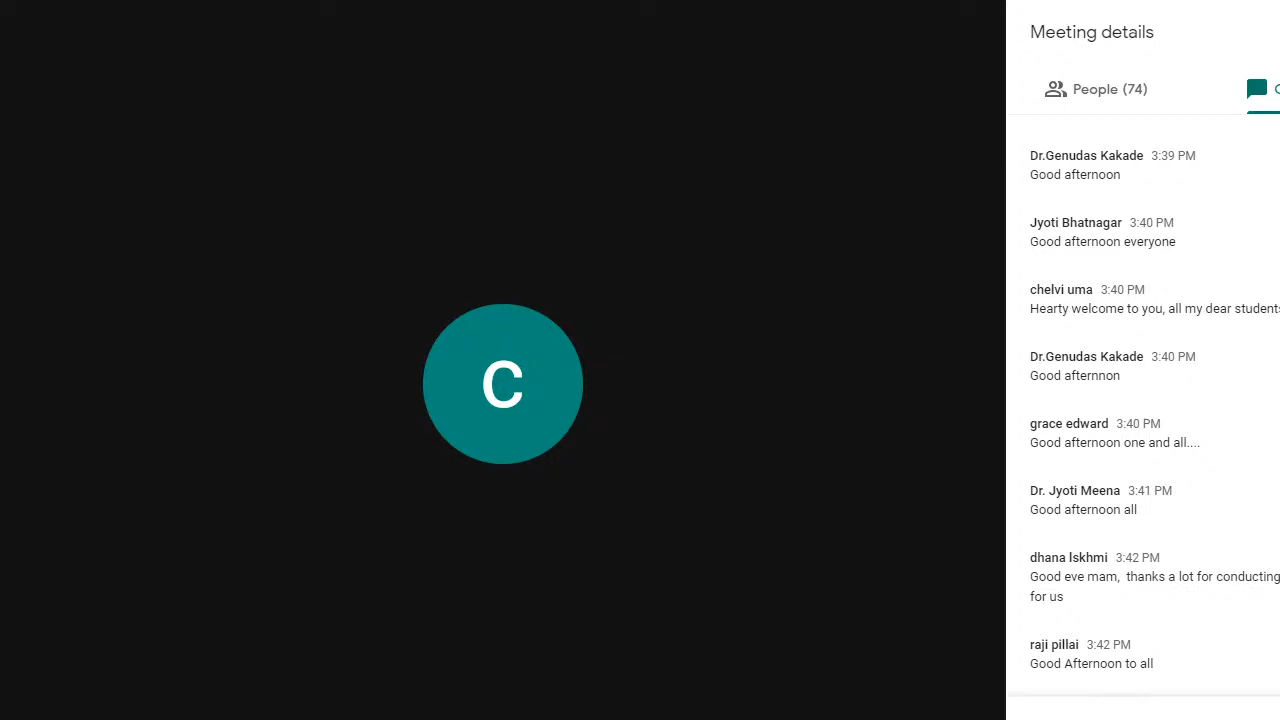 Meeting details
People (74)
Dr.Genudas Kakade 3:39 PM
Good afternoon
Jyoti Bhatnagar 3:40 PM
Good afternoon everyone
chelvi uma 3:40 PM
Hearty welcome to you, all my dear students
Dr.Genudas Kakade 3:40 PM
Good afternnon
C
grace edward 3:40 PM
Good afternoon one and all....
Dr. Jyoti Meena 3:41 PM
Good afternoon all
dhana lskhmi 3:42 PM
Good eve mam, thanks a lot for conducting
for us
raji pillai 3:42 PM
Good Afternoon to all